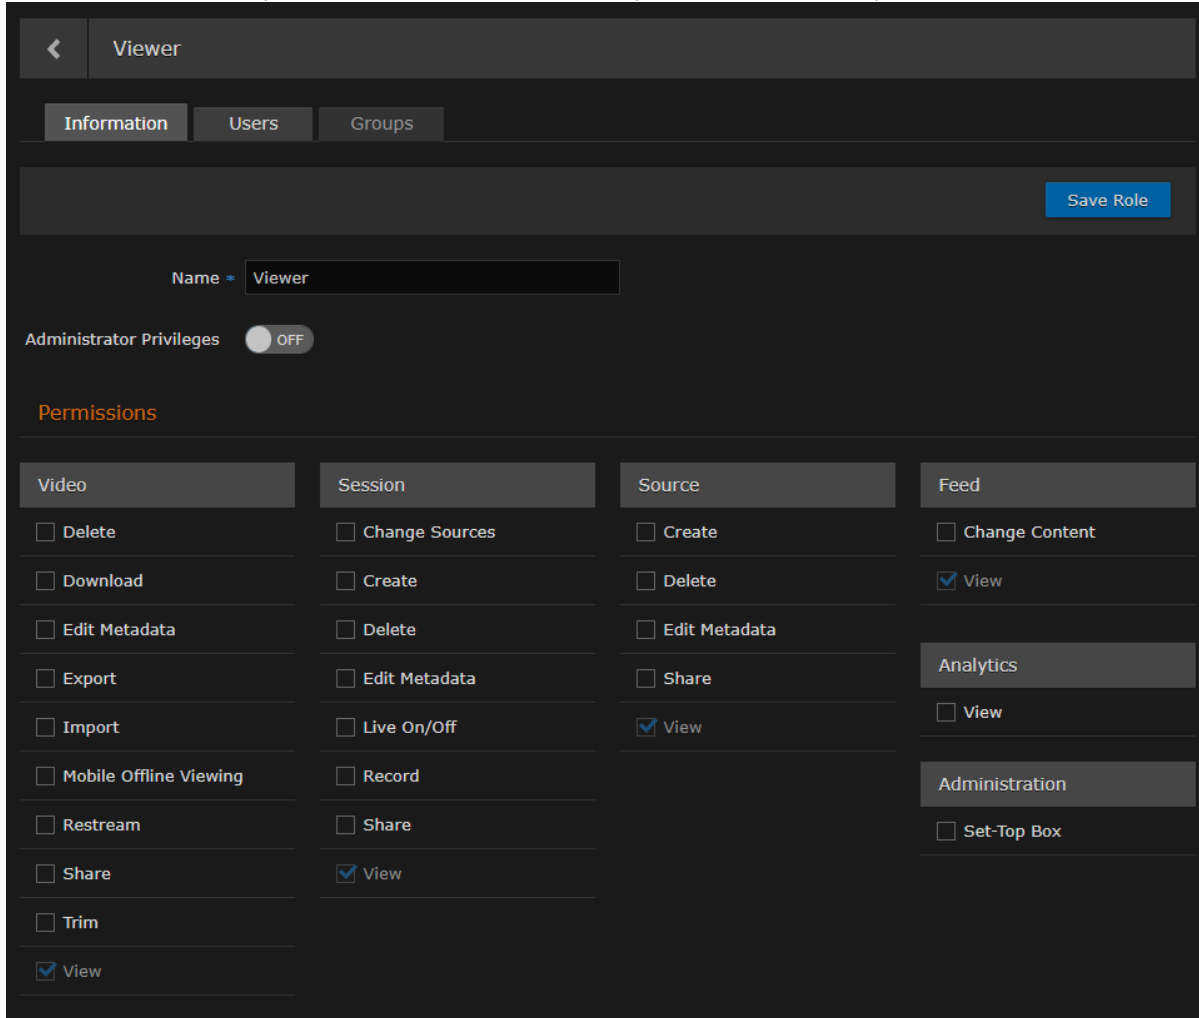 Viewer
Information Users Groups
Save Role
Name * Viewer
Administrator Privileges OFF
Permissions
Video
Delete
Download
Edit Metadata
Export
Import
Mobile Offline Viewing
Restream
Share
Trim
View
Session
Change Sources
Create
Delete
Edit Metadata
Live On/Off
Record
Share
View
Source
Create
Delete
Edit Metadata
Share
View
Feed
Change Content
View
Analytics
View
Administration
Set-Top Box